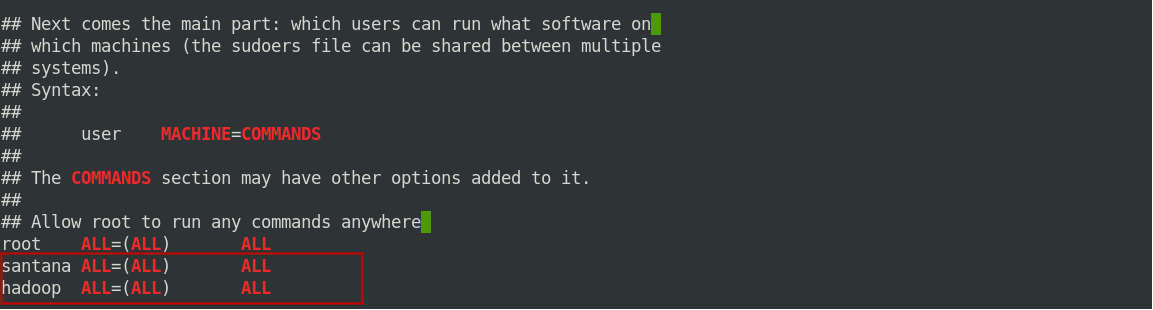 ## Next comes the main part: which users can run what software on
## which machines (the sudoers file can be shared between multiple
## systems).
## Syntax:
##
##      user    MACHINE=COMMANDS
##
## The COMMANDS section may have other options added to it.
##
## Allow root to run any commands anywhere
root    ALL=(ALL)       ALL
santana ALL=(ALL)       ALL
hadoop  ALL=(ALL)       ALL